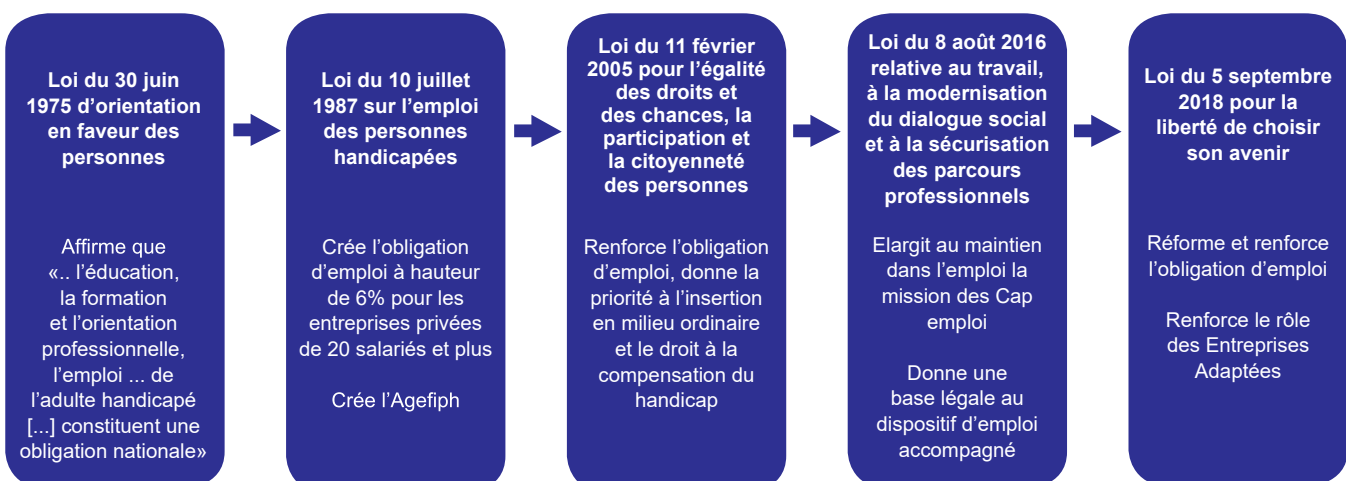 Loi du 30 juin
1975 d’orientation
en faveur des
personnes
Affirme que
«.. l’éducation,
la formation
et l’orientation
professionnelle,
l’emploi ... de
l’adulte handicapé
[...] constituent une
obligation nationale»
Loi du 10 juillet
1987 sur l’emploi
des personnes
handicapées
Crée l’obligation
d’emploi à hauteur
de 6% pour les
entreprises privées
de 20 salariés et plus
Crée l’Agefiph
Loi du 11 février
2005 pour l’égalité
des droits et
des chances, la
participation et
la citoyenneté
des personnes
Renforce l’obligation
d’emploi, donne la
priorité à l’insertion
en milieu ordinaire
et le droit à la
compensation du
handicap
Loi du 8 août 2016
relative au travail,
à la modernisation
du dialogue social
et à la sécurisation
des parcours
professionnels
Elargit au maintien
dans l’emploi la
mission des Cap
emploi
Donne une
base légale au
dispositif d’emploi
accompagné
Loi du 5 septembre
2018 pour la
liberté de choisir
son avenir
Réforme et renforce
l’obligation d’emploi
Renforce le rôle
des Entreprises
Adaptées